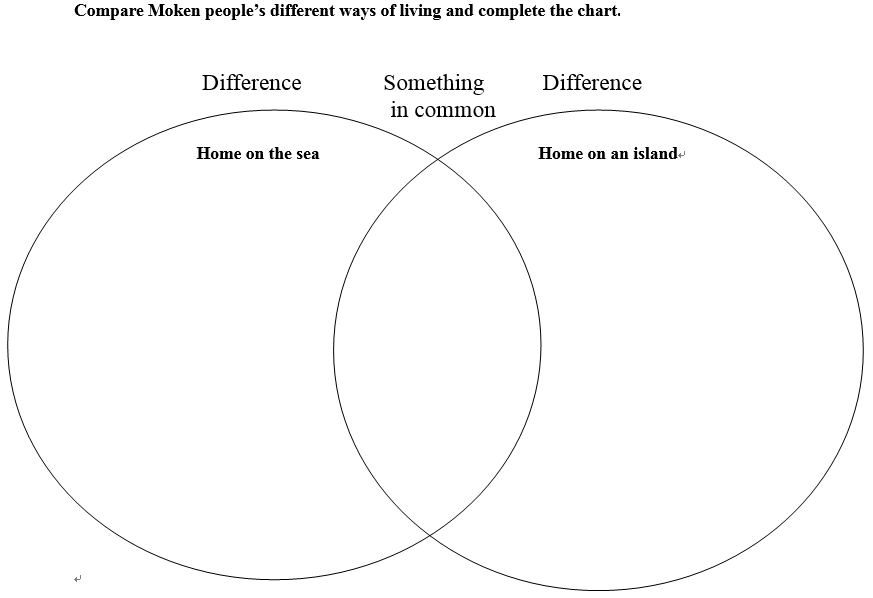 Compare Moken people’s different ways of living and complete the chart.
Difference
Something
in common
Difference
Home on the sea
Home on an island